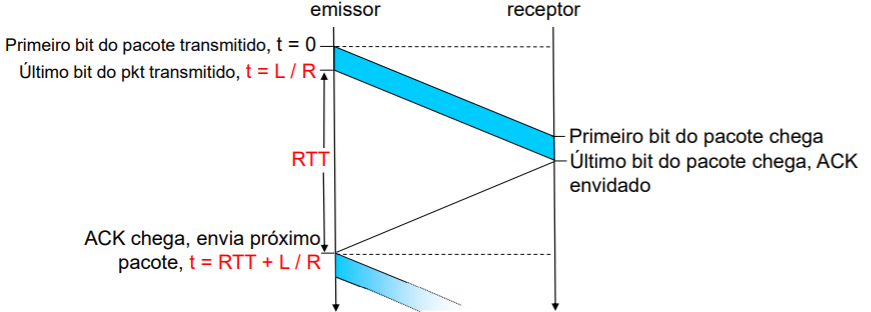 emissor
receptor
Primeiro bit do pacote transmitido, t = 0
Último bit do pkt transmitido, t = L / R
RTT
Primeiro bit do pacote chega
Último bit do pacote chega, ACK
envidado
ACK chega, envia próximo
pacote, t = RTT + L / R